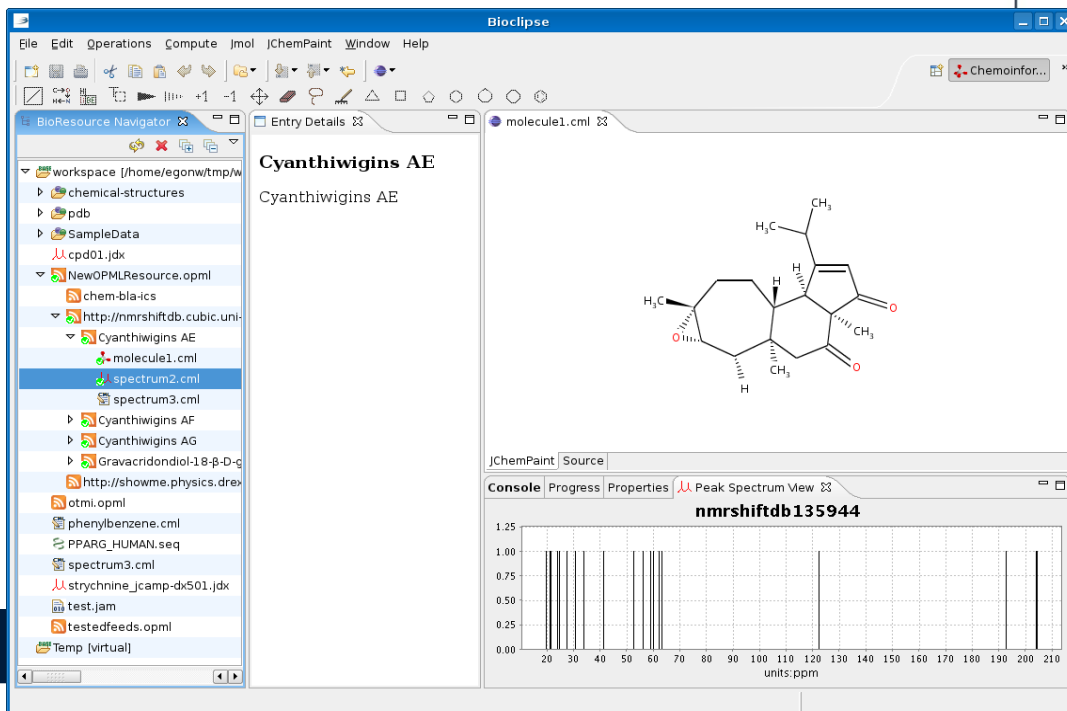 Bioclipse
File Edit Operations Compute Jmol JChemPaint Window Help
Chemoinfor...
+1 -1
BioResource Navigator
workspace [/home/egonw/tmp/w
chemical-structures
pdb
SampleData
cpd01.jdx
NewOPMLResource.opml
chem-bla-ics
http://nmrshiftdb.cubic.uni-
Cyanthiwigins AE
molecule1.cml
spectrum2.cml
spectrum3.cml
Cyanthiwigins AF
Cyanthiwigins AG
Gravacridondiol-18-β-D-g
http://showme.physics.drex
otmi.opml
phenylbenzene.cml
PPARG_HUMAN.seq
spectrum3.cml
strychnine_jcamp-dx501.jdx
test.jam
testedfeeds.opml
Temp [virtual]
Entry Details
Cyanthiwigins AE
Cyanthiwigins AE
molecule1.cml
CH₃
H₃C
H
H
H₃C
O
O
CH₃
O
CH₃
H
JChemPaint Source
Console Progress Properties Peak Spectrum View
nmrshiftdb135944
1.25
1.00
0.75
0.50
0.25
0.00
20 30 40 50 60 70 80 90 100 110 120 130 140 150 160 170 180 190 200 210
units:ppm